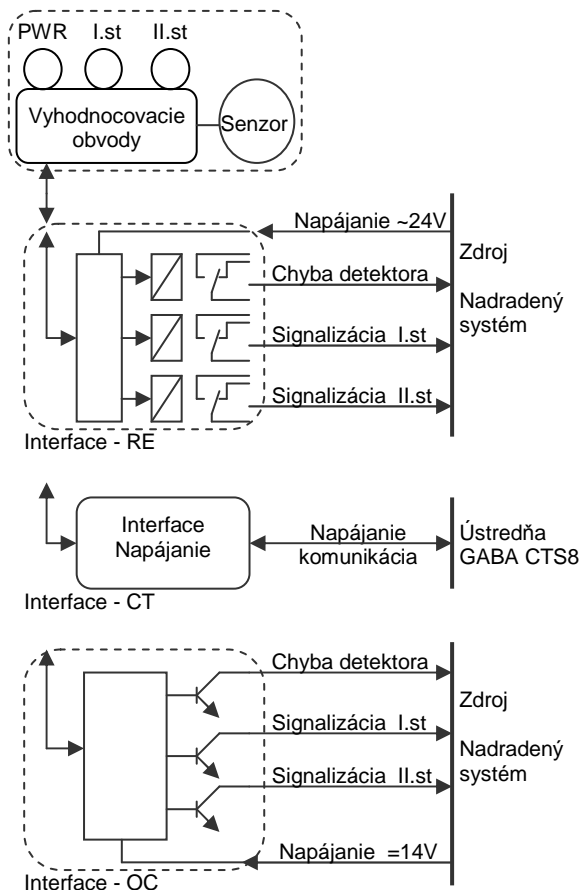 PWR I.st II.st
Vyhodnocovacie
obvody
Senzor
Napájanie ~24V
Zdroj
Chyba detektora
Nadradený
systém
Signalizácia I.st
Signalizácia II.st
Interface - RE
Interface
Napájanie
Napájanie
komunikácia
Ústredňa
GABA CTS8
Interface - CT
Chyba detektora
Zdroj
Signalizácia I.st
Nadradený
systém
Signalizácia II.st
Napájanie =14V
Interface - OC